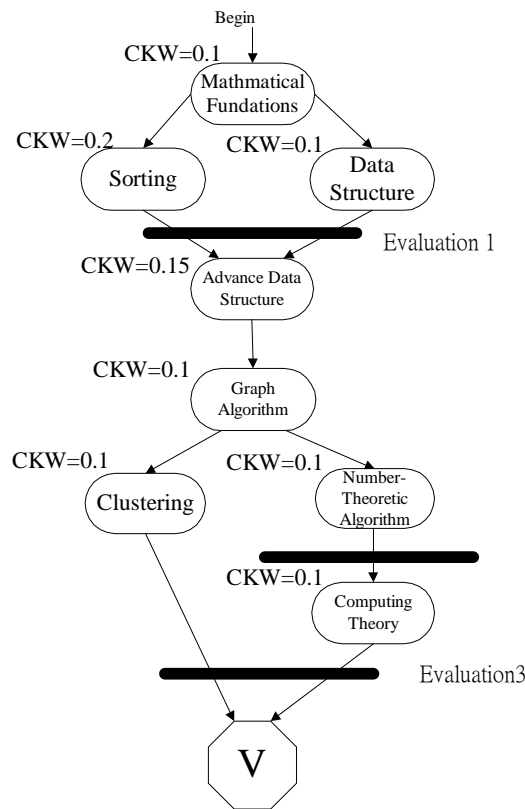 Begin
CKW=0.1
Mathmatical
Fundations
CKW=0.2
CKW=0.1
Sorting
Data
Structure
Evaluation 1
CKW=0.15
Advance Data
Structure
CKW=0.1
Graph
Algorithm
CKW=0.1
CKW=0.1
Clustering
Number-
Theoretic
Algorithm
CKW=0.1
Computing
Theory
Evaluation3
V